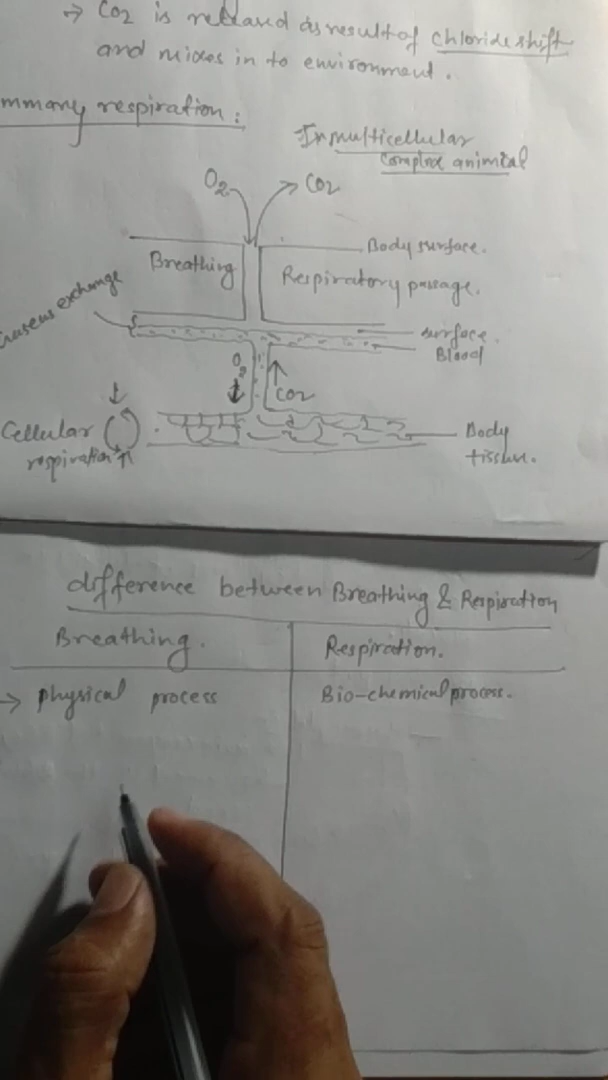 → CO2 is released as result of chloride shift
and mixes in to environment.
mmary respiration:
In multicellular
complex animal
O2 CO2
Body surface.
Breathing Respiratory passage.
Gaseous exchange
surface.
Blood
O2 CO2
Cellular
respiration
Body
tissue.
difference between Breathing & Respiration
Breathing. Respiration.
→ physical process Bio-chemical process.